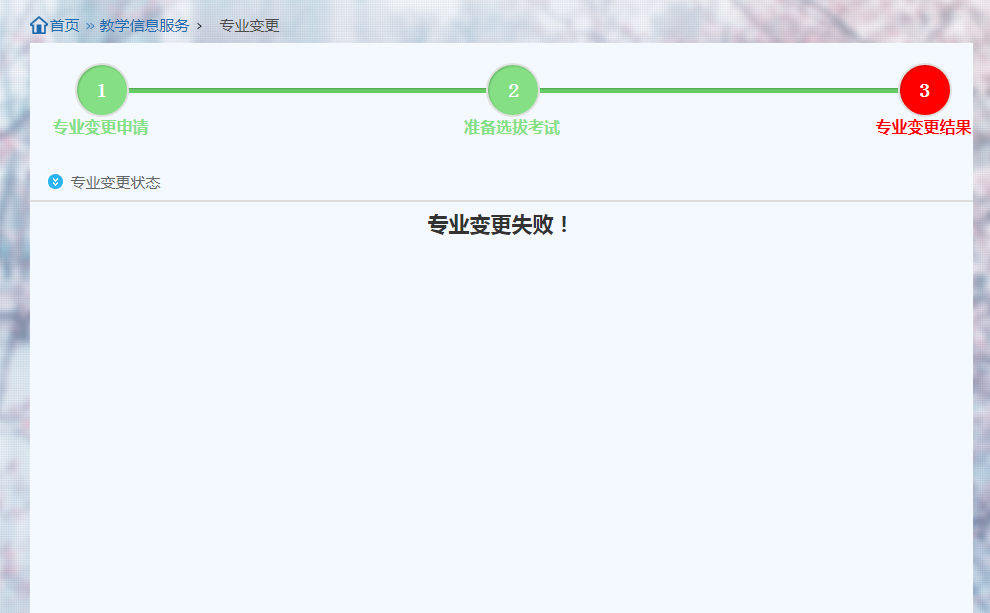 首页 » 教学信息服务 › 专业变更
1
2
3
专业变更申请
准备选拔考试
专业变更结果
专业变更状态
专业变更失败！